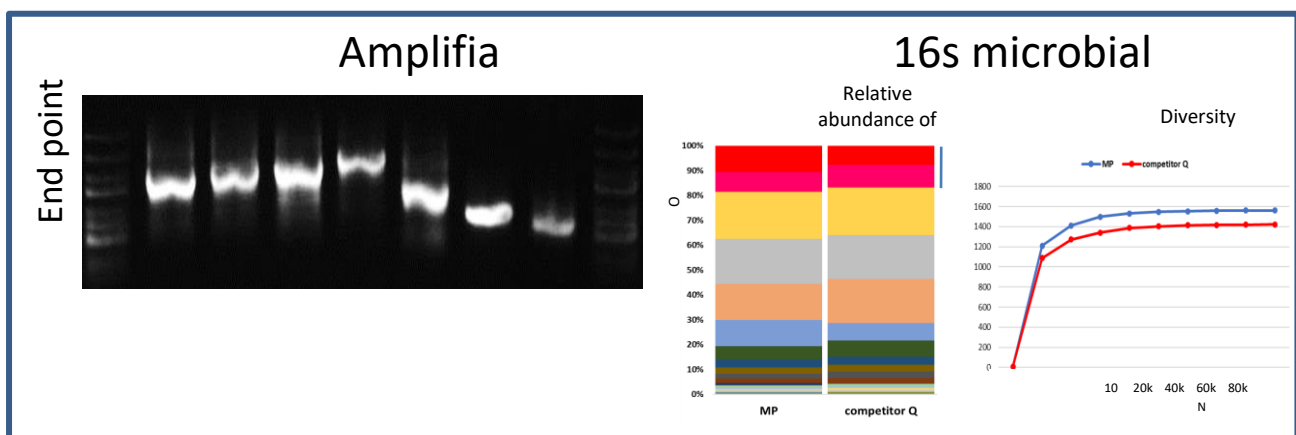 Amplifia
16s microbial
End point
Relative
abundance of
Diversity
O
100%
90%
80%
70%
60%
50%
40%
30%
20%
10%
0%
MP
competitor Q
MP
competitor Q
1800
1600
1400
1200
1000
800
600
400
200
0
10 20k 40k 60k 80k
N